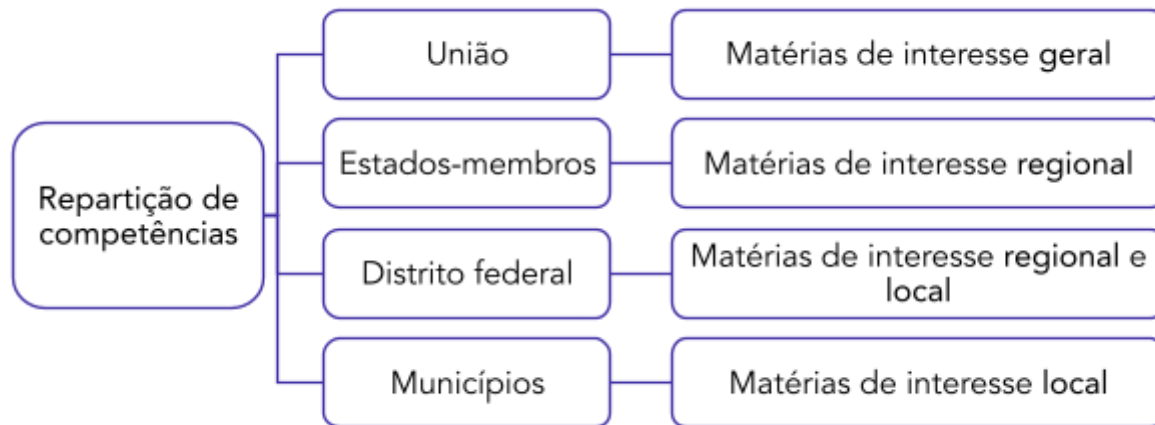 Repartição de
competências
União
Matérias de interesse geral
Estados-membros
Matérias de interesse regional
Distrito federal
Matérias de interesse regional e
local
Municípios
Matérias de interesse local